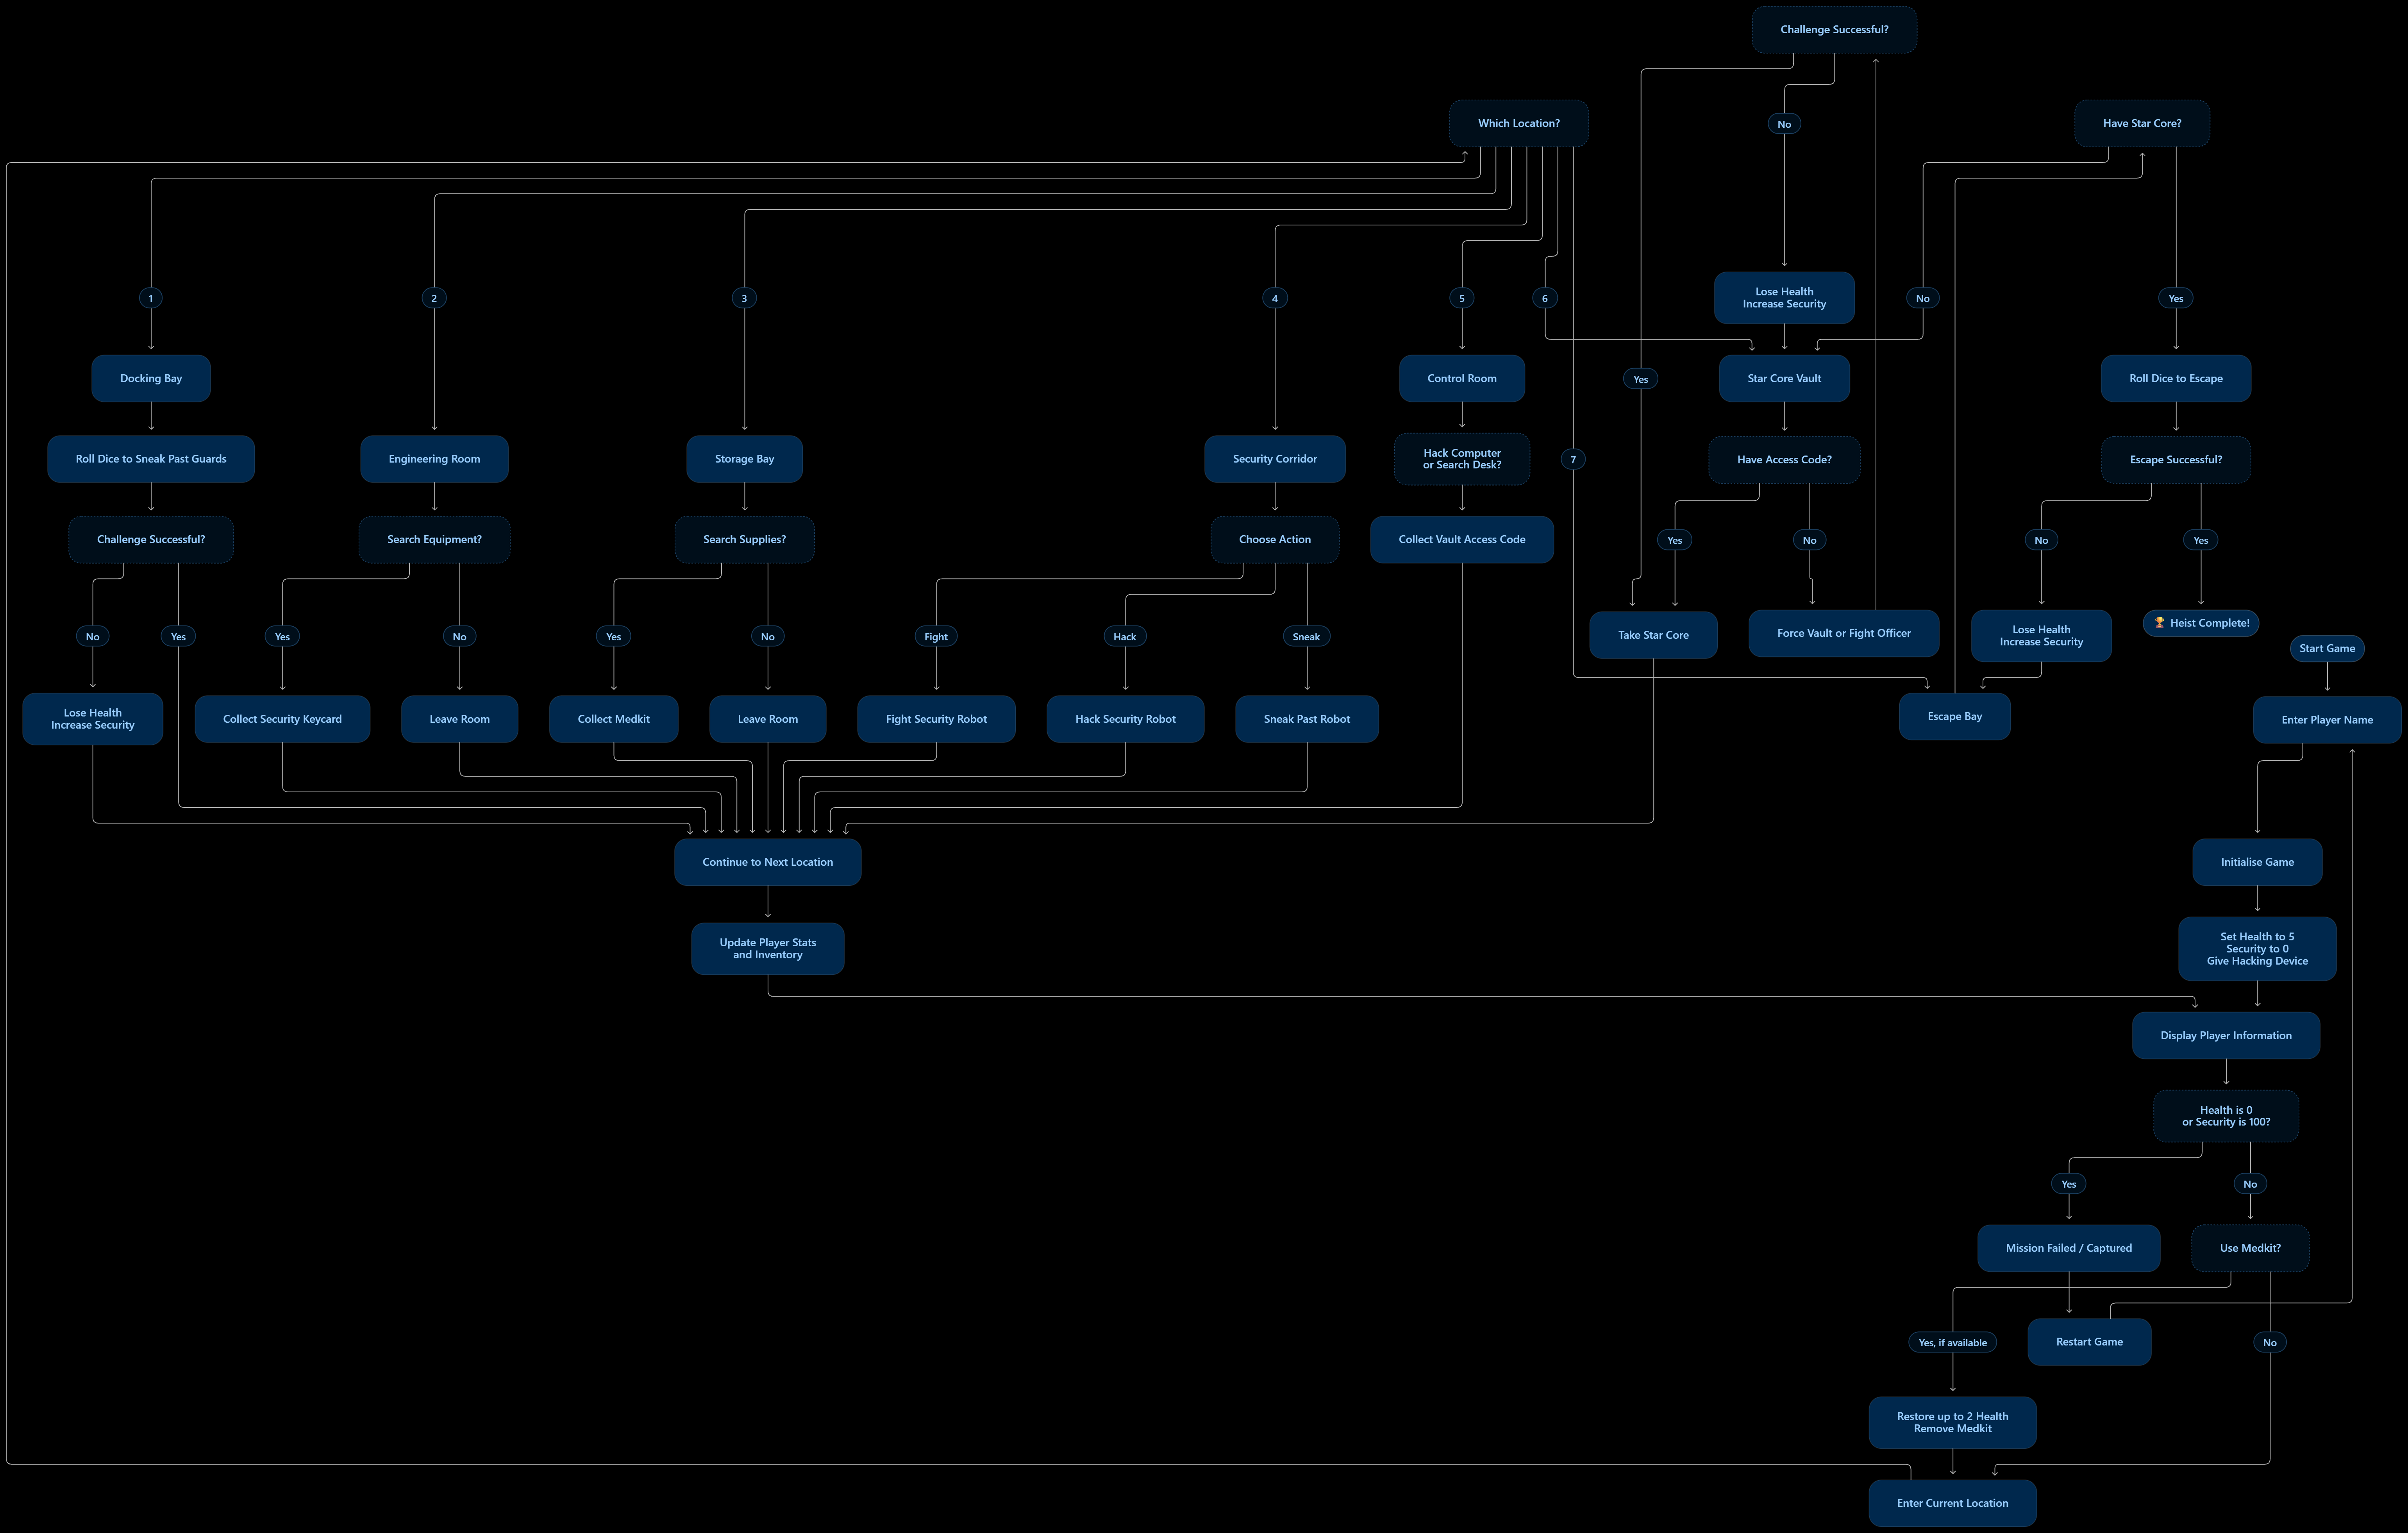 Challenge Successful?
Which Location?
No
Have Star Core?
1
2
3
4
5
6
Lose Health
Increase Security
No
Yes
Docking Bay
Control Room
Yes
Star Core Vault
Roll Dice to Escape
Roll Dice to Sneak Past Guards
Engineering Room
Storage Bay
Security Corridor
Hack Computer
or Search Desk?
7
Have Access Code?
Escape Successful?
Challenge Successful?
Search Equipment?
Search Supplies?
Choose Action
Collect Vault Access Code
Yes
No
No
Yes
No
Yes
Yes
No
Yes
No
Fight
Hack
Sneak
Take Star Core
Force Vault or Fight Officer
Lose Health
Increase Security
🏆 Heist Complete!
Start Game
Lose Health
Increase Security
Collect Security Keycard
Leave Room
Collect Medkit
Leave Room
Fight Security Robot
Hack Security Robot
Sneak Past Robot
Escape Bay
Enter Player Name
Continue to Next Location
Initialise Game
Update Player Stats
and Inventory
Set Health to 5
Security to 0
Give Hacking Device
Display Player Information
Health is 0
or Security is 100?
Yes
No
Mission Failed / Captured
Use Medkit?
Yes, if available
Restart Game
No
Restore up to 2 Health
Remove Medkit
Enter Current Location